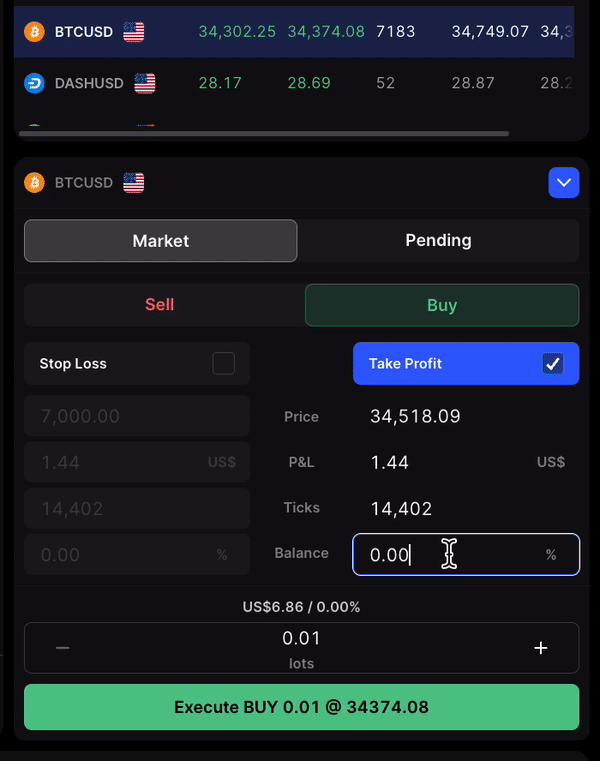 BTCUSD 34,302.25 34,374.08 7183 34,749.07 34,3
DASHUSD 28.17 28.69 52 28.87 28.2
BTCUSD
Market Pending
Sell Buy
Stop Loss Take Profit
7,000.00 Price 34,518.09
1.44 US$ P&L 1.44 US$
14,402 Ticks 14,402
0.00 % Balance 0.00 %
US$6.86 / 0.00%
− 0.01 +
lots
Execute BUY 0.01 @ 34374.08